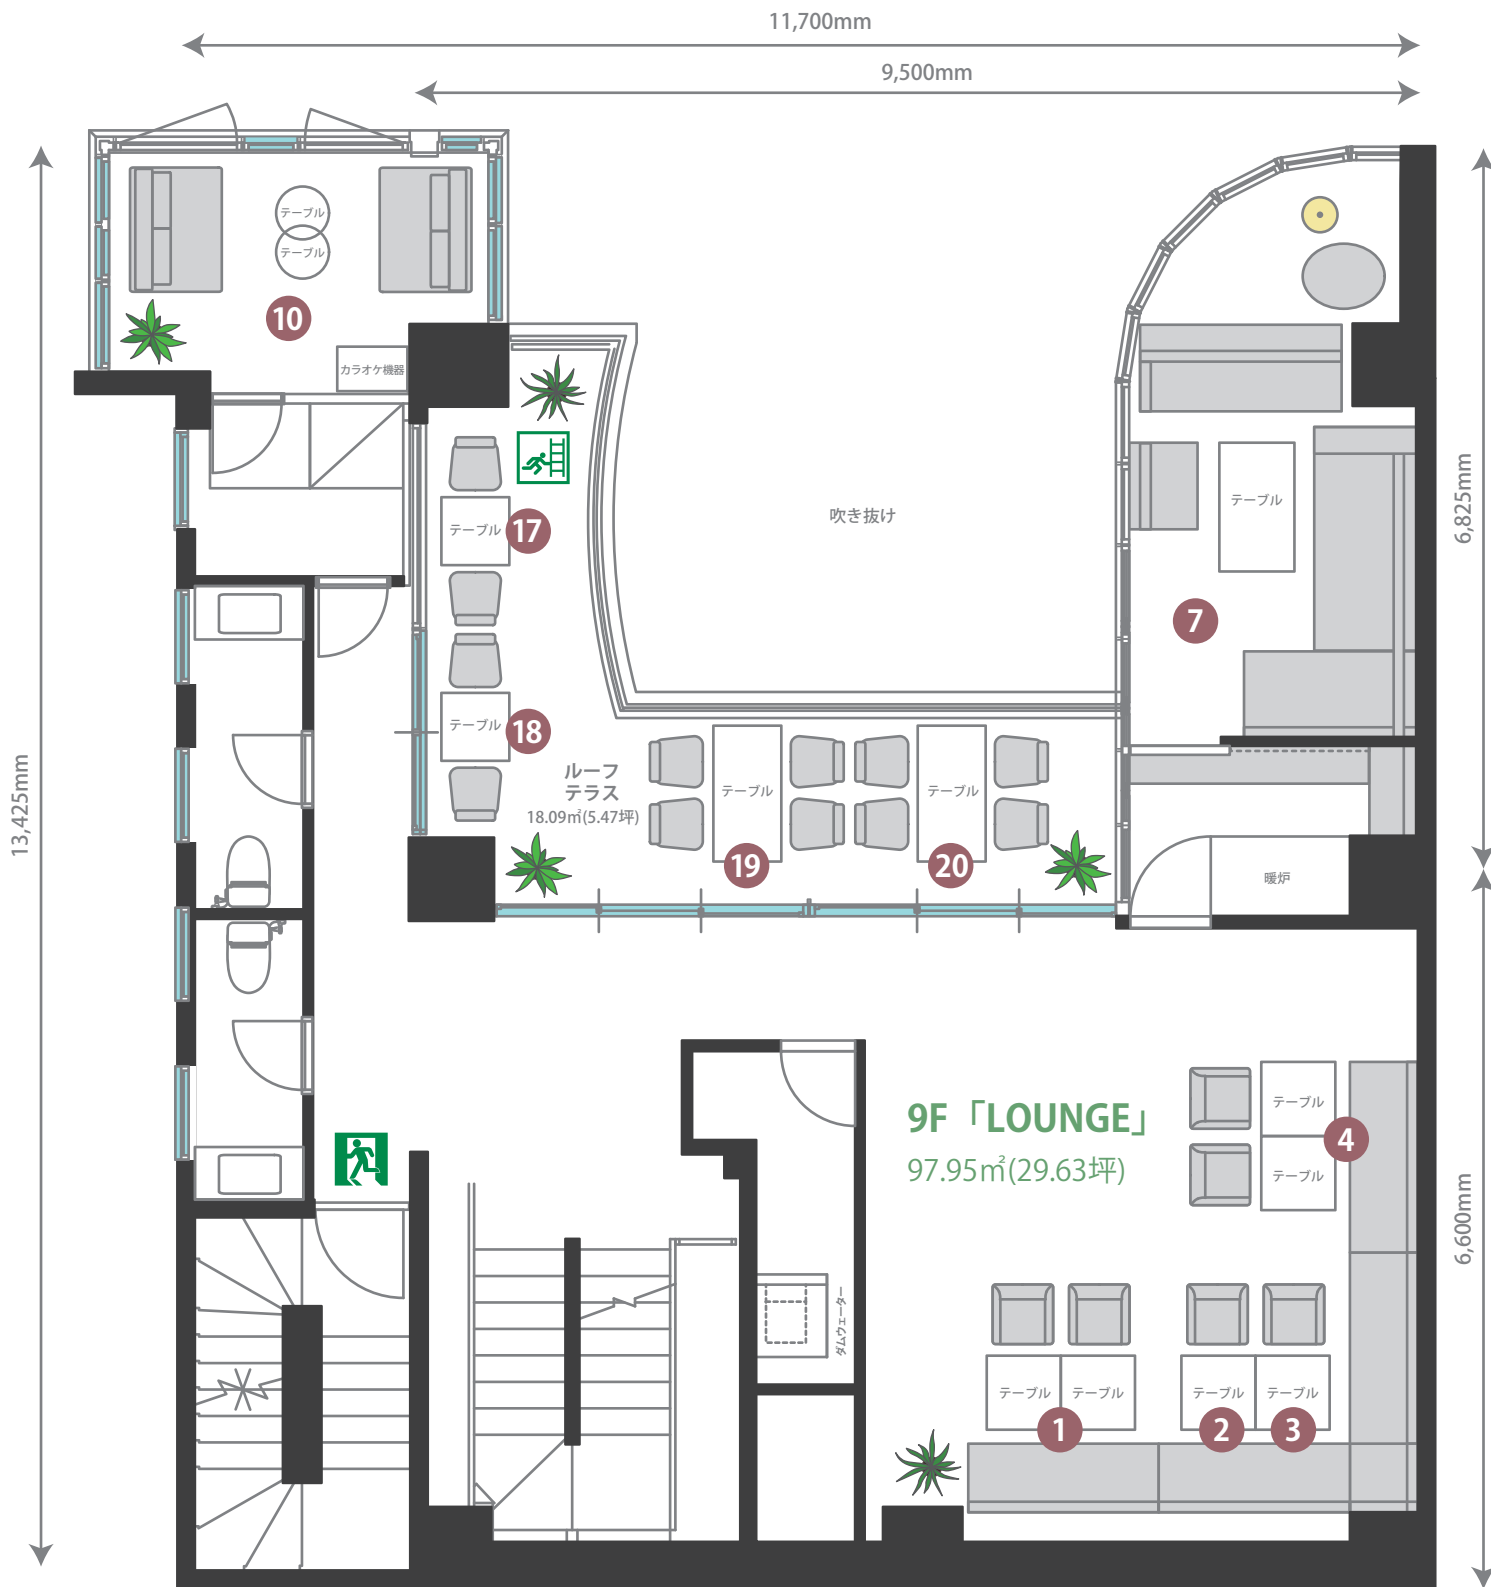 11,700mm
9,500mm
テーブル
テーブル
10
カラオケ機器
13,425mm
6,825mm
6,600mm
テーブル
17
吹き抜け
テーブル
7
テーブル
18
ルーフ
テラス
18.09㎡(5.47坪)
テーブル
19
テーブル
20
暖炉
9F「LOUNGE」
97.95㎡(29.63坪)
テーブル
4
テーブル
ダムウェーター
テーブル
テーブル
1
テーブル
テーブル
2
3